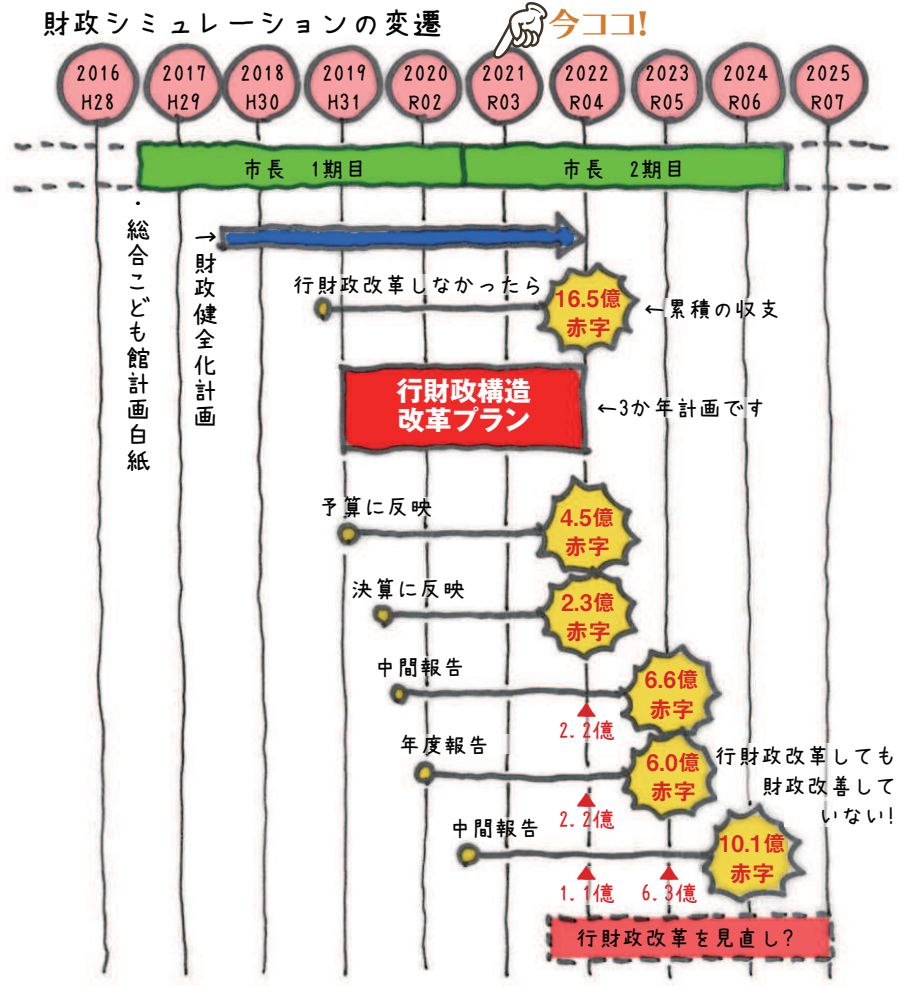 財政シミュレーションの変遷
今ココ!
2016
H28
2017
H29
2018
H30
2019
H31
2020
R02
2021
R03
2022
R04
2023
R05
2024
R06
2025
R07
市長 1期目
市長 2期目
・総合こども館計画白紙
→財政健全化計画
行財政改革しなかったら
16.5億
赤字
←累積の収支
行財政構造
改革プラン
←3か年計画です
予算に反映
4.5億
赤字
決算に反映
2.3億
赤字
中間報告
6.6億
赤字
2.2億
年度報告
6.0億
赤字
2.2億
行財政改革しても
財政改善して
いない!
中間報告
10.1億
赤字
1.1億
6.3億
行財政改革を見直し?